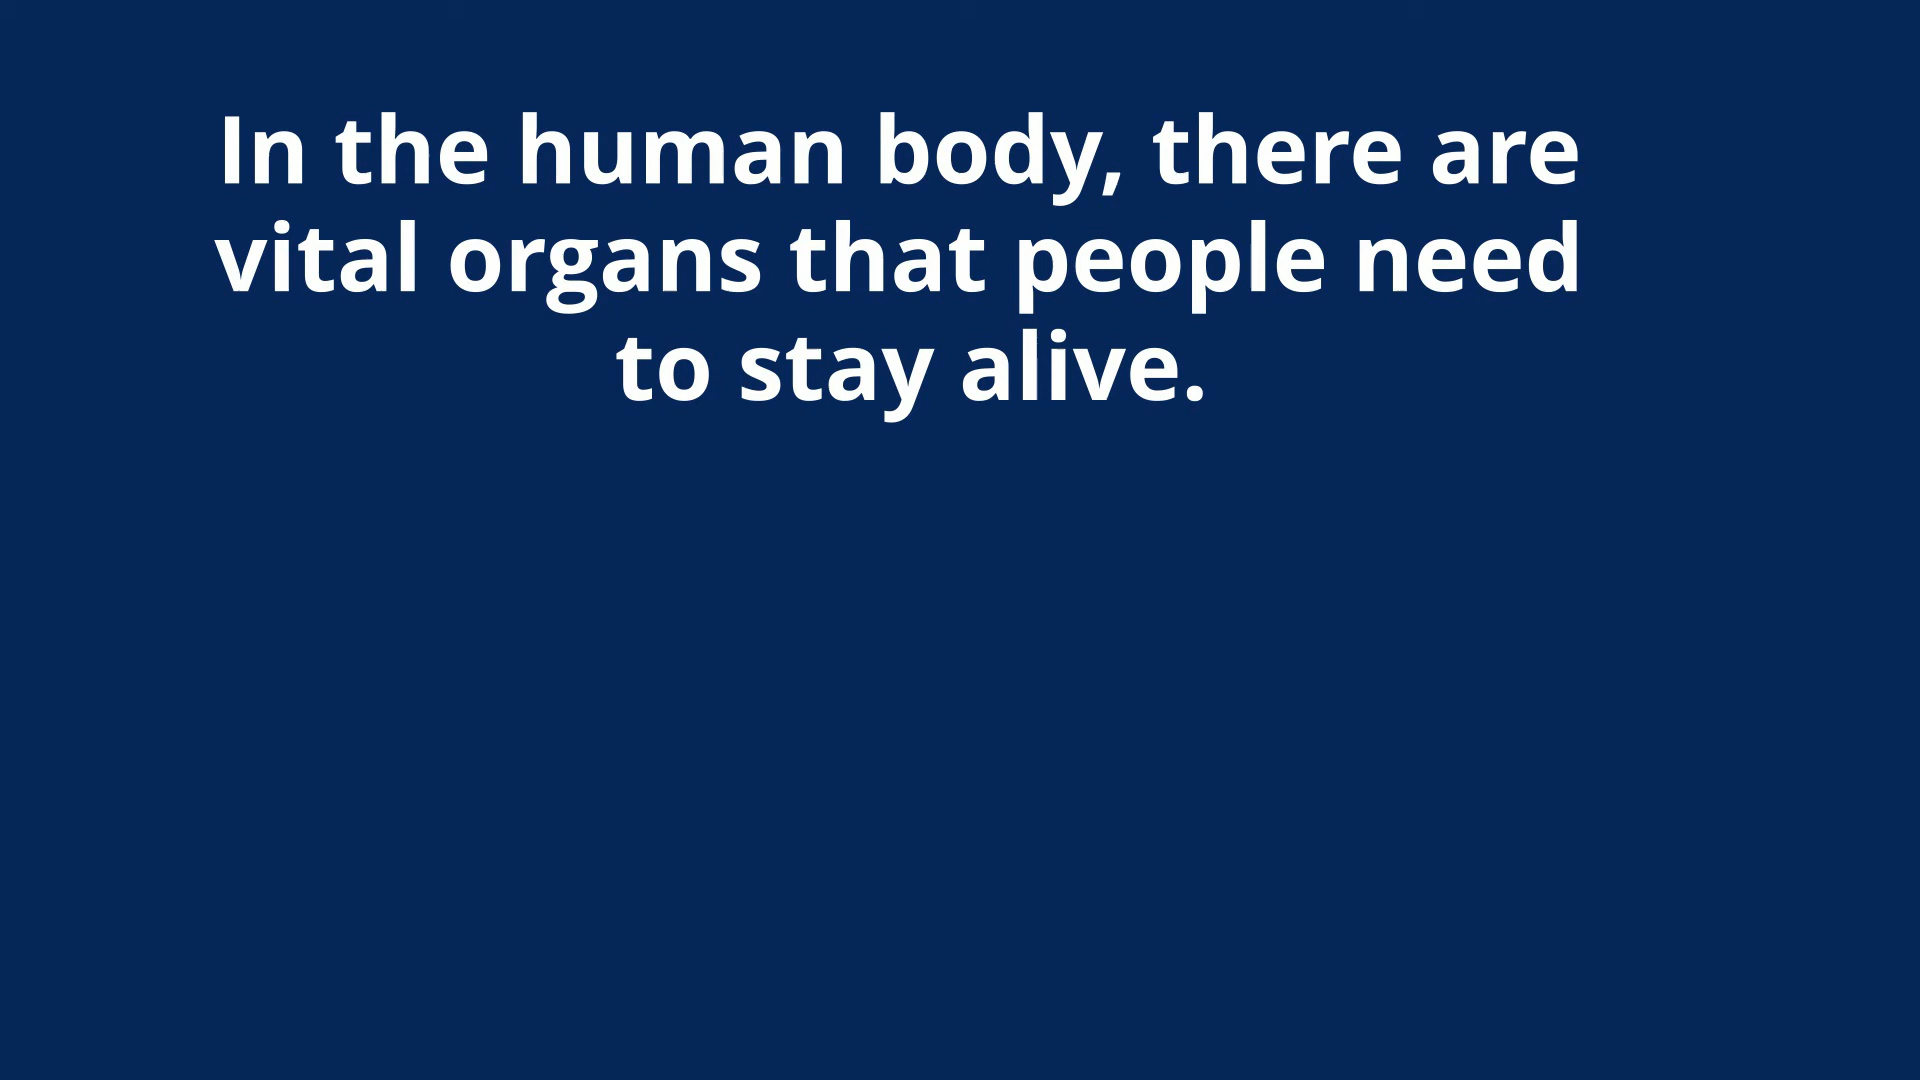 In the human body, there are
vital organs that people need
to stay alive.